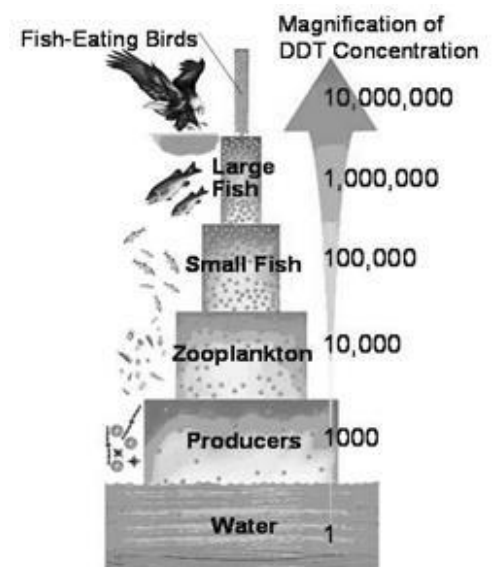 Fish-Eating Birds
Magnification of
DDT Concentration
10,000,000
Large
Fish
1,000,000
Small Fish
100,000
Zooplankton
10,000
Producers
1000
Water
1